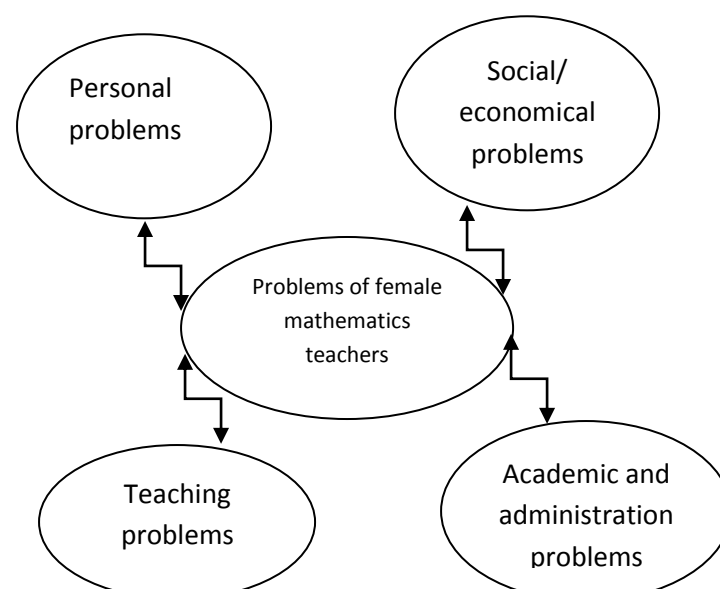 Personal
problems
Social/
economical
problems
Problems of female
mathematics
teachers
Teaching
problems
Academic and
administration
problems